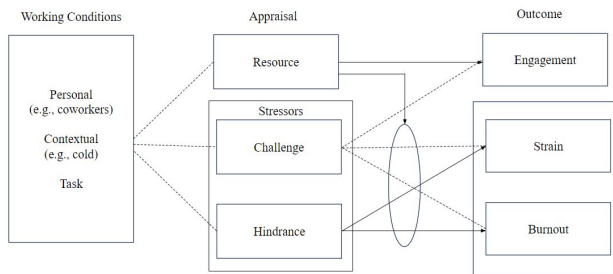 Working Conditions
Appraisal
Outcome
Personal
(e.g., coworkers)
Contextual
(e.g., cold)
Task
Resource
Stressors
Challenge
Hindrance
Engagement
Strain
Burnout